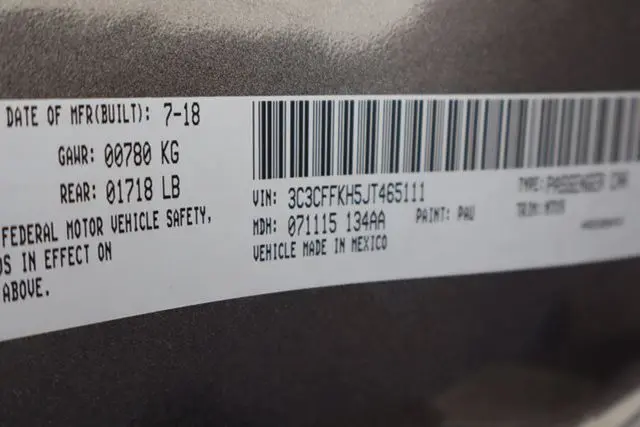 DATE OF MFR(BUILT): 7-18
GAWR: 00780 KG
REAR: 01718 LB
FEDERAL MOTOR VEHICLE SAFETY,
IN EFFECT ON
ABOVE.
VIN: 3C3CFFKH5JT465111
TYPE: PASSENGER CAR
MDH: 071115 134AA
PAINT: PAU
TRIM:
VEHICLE MADE IN MEXICO